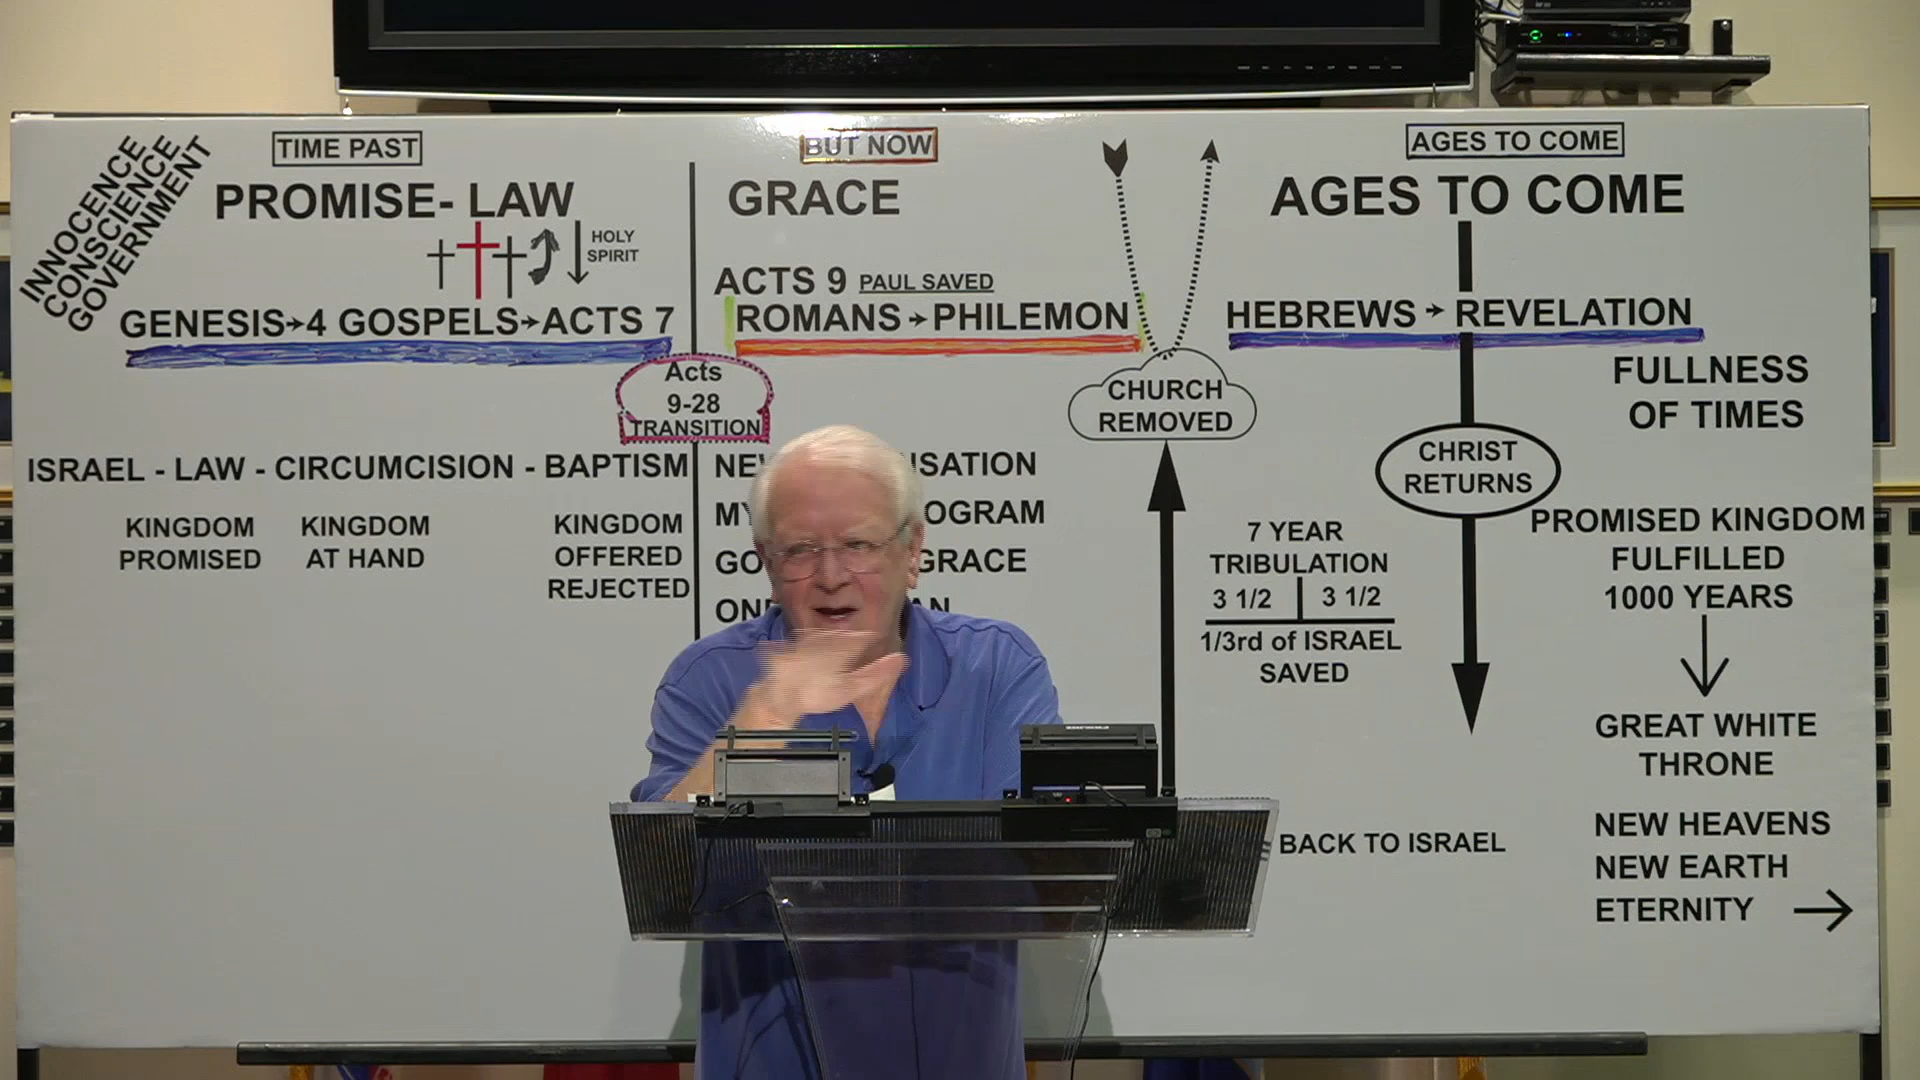 INNOCENCE
CONSCIENCE
GOVERNMENT
TIME PAST
PROMISE- LAW
HOLY
SPIRIT
GENESIS→4 GOSPELS→ACTS 7
Acts
9-28
TRANSITION
ISRAEL - LAW - CIRCUMCISION - BAPTISM
KINGDOM
PROMISED
KINGDOM
AT HAND
KINGDOM
OFFERED
REJECTED
BUT NOW
GRACE
ACTS 9 PAUL SAVED
ROMANS→PHILEMON
GRACE
CHURCH
REMOVED
AGES TO COME
AGES TO COME
HEBREWS→REVELATION
FULLNESS
OF TIMES
CHRIST
RETURNS
7 YEAR
TRIBULATION
3 1/2 3 1/2
1/3rd of ISRAEL
SAVED
PROMISED KINGDOM
FULFILLED
1000 YEARS
GREAT WHITE
THRONE
BACK TO ISRAEL
NEW HEAVENS
NEW EARTH
ETERNITY →